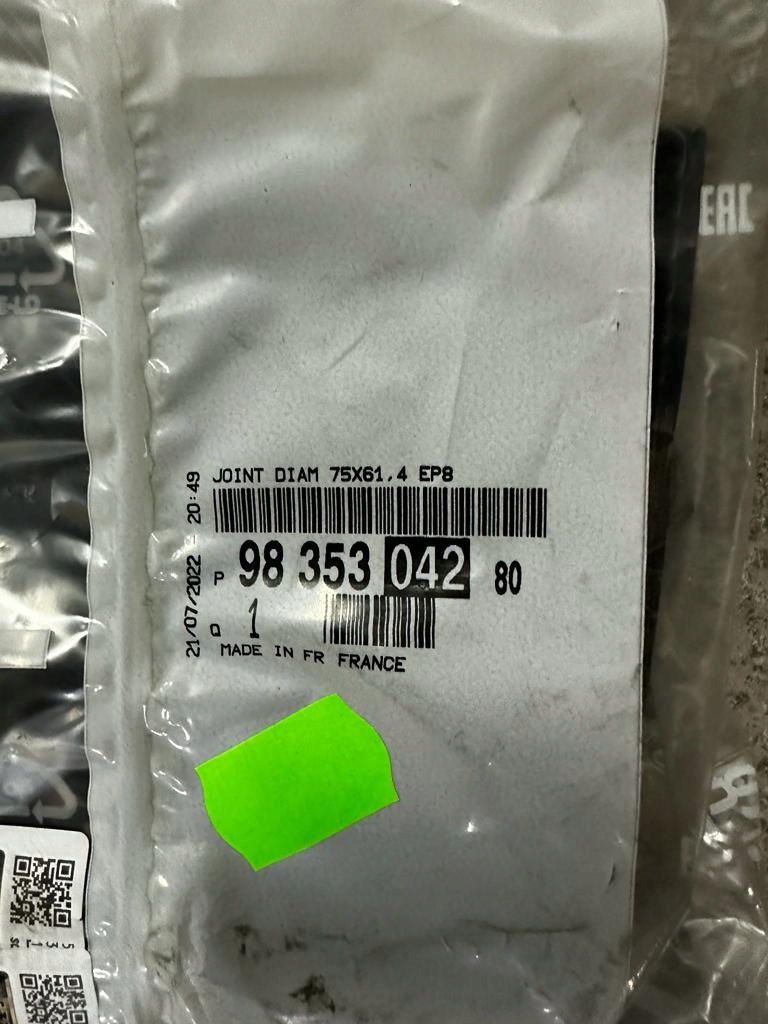 JOINT DIAM 75X61,4 EP8
21/07/2022 - 20:49
P 98 353 042 80
Q 1
MADE IN FR FRANCE
EAC